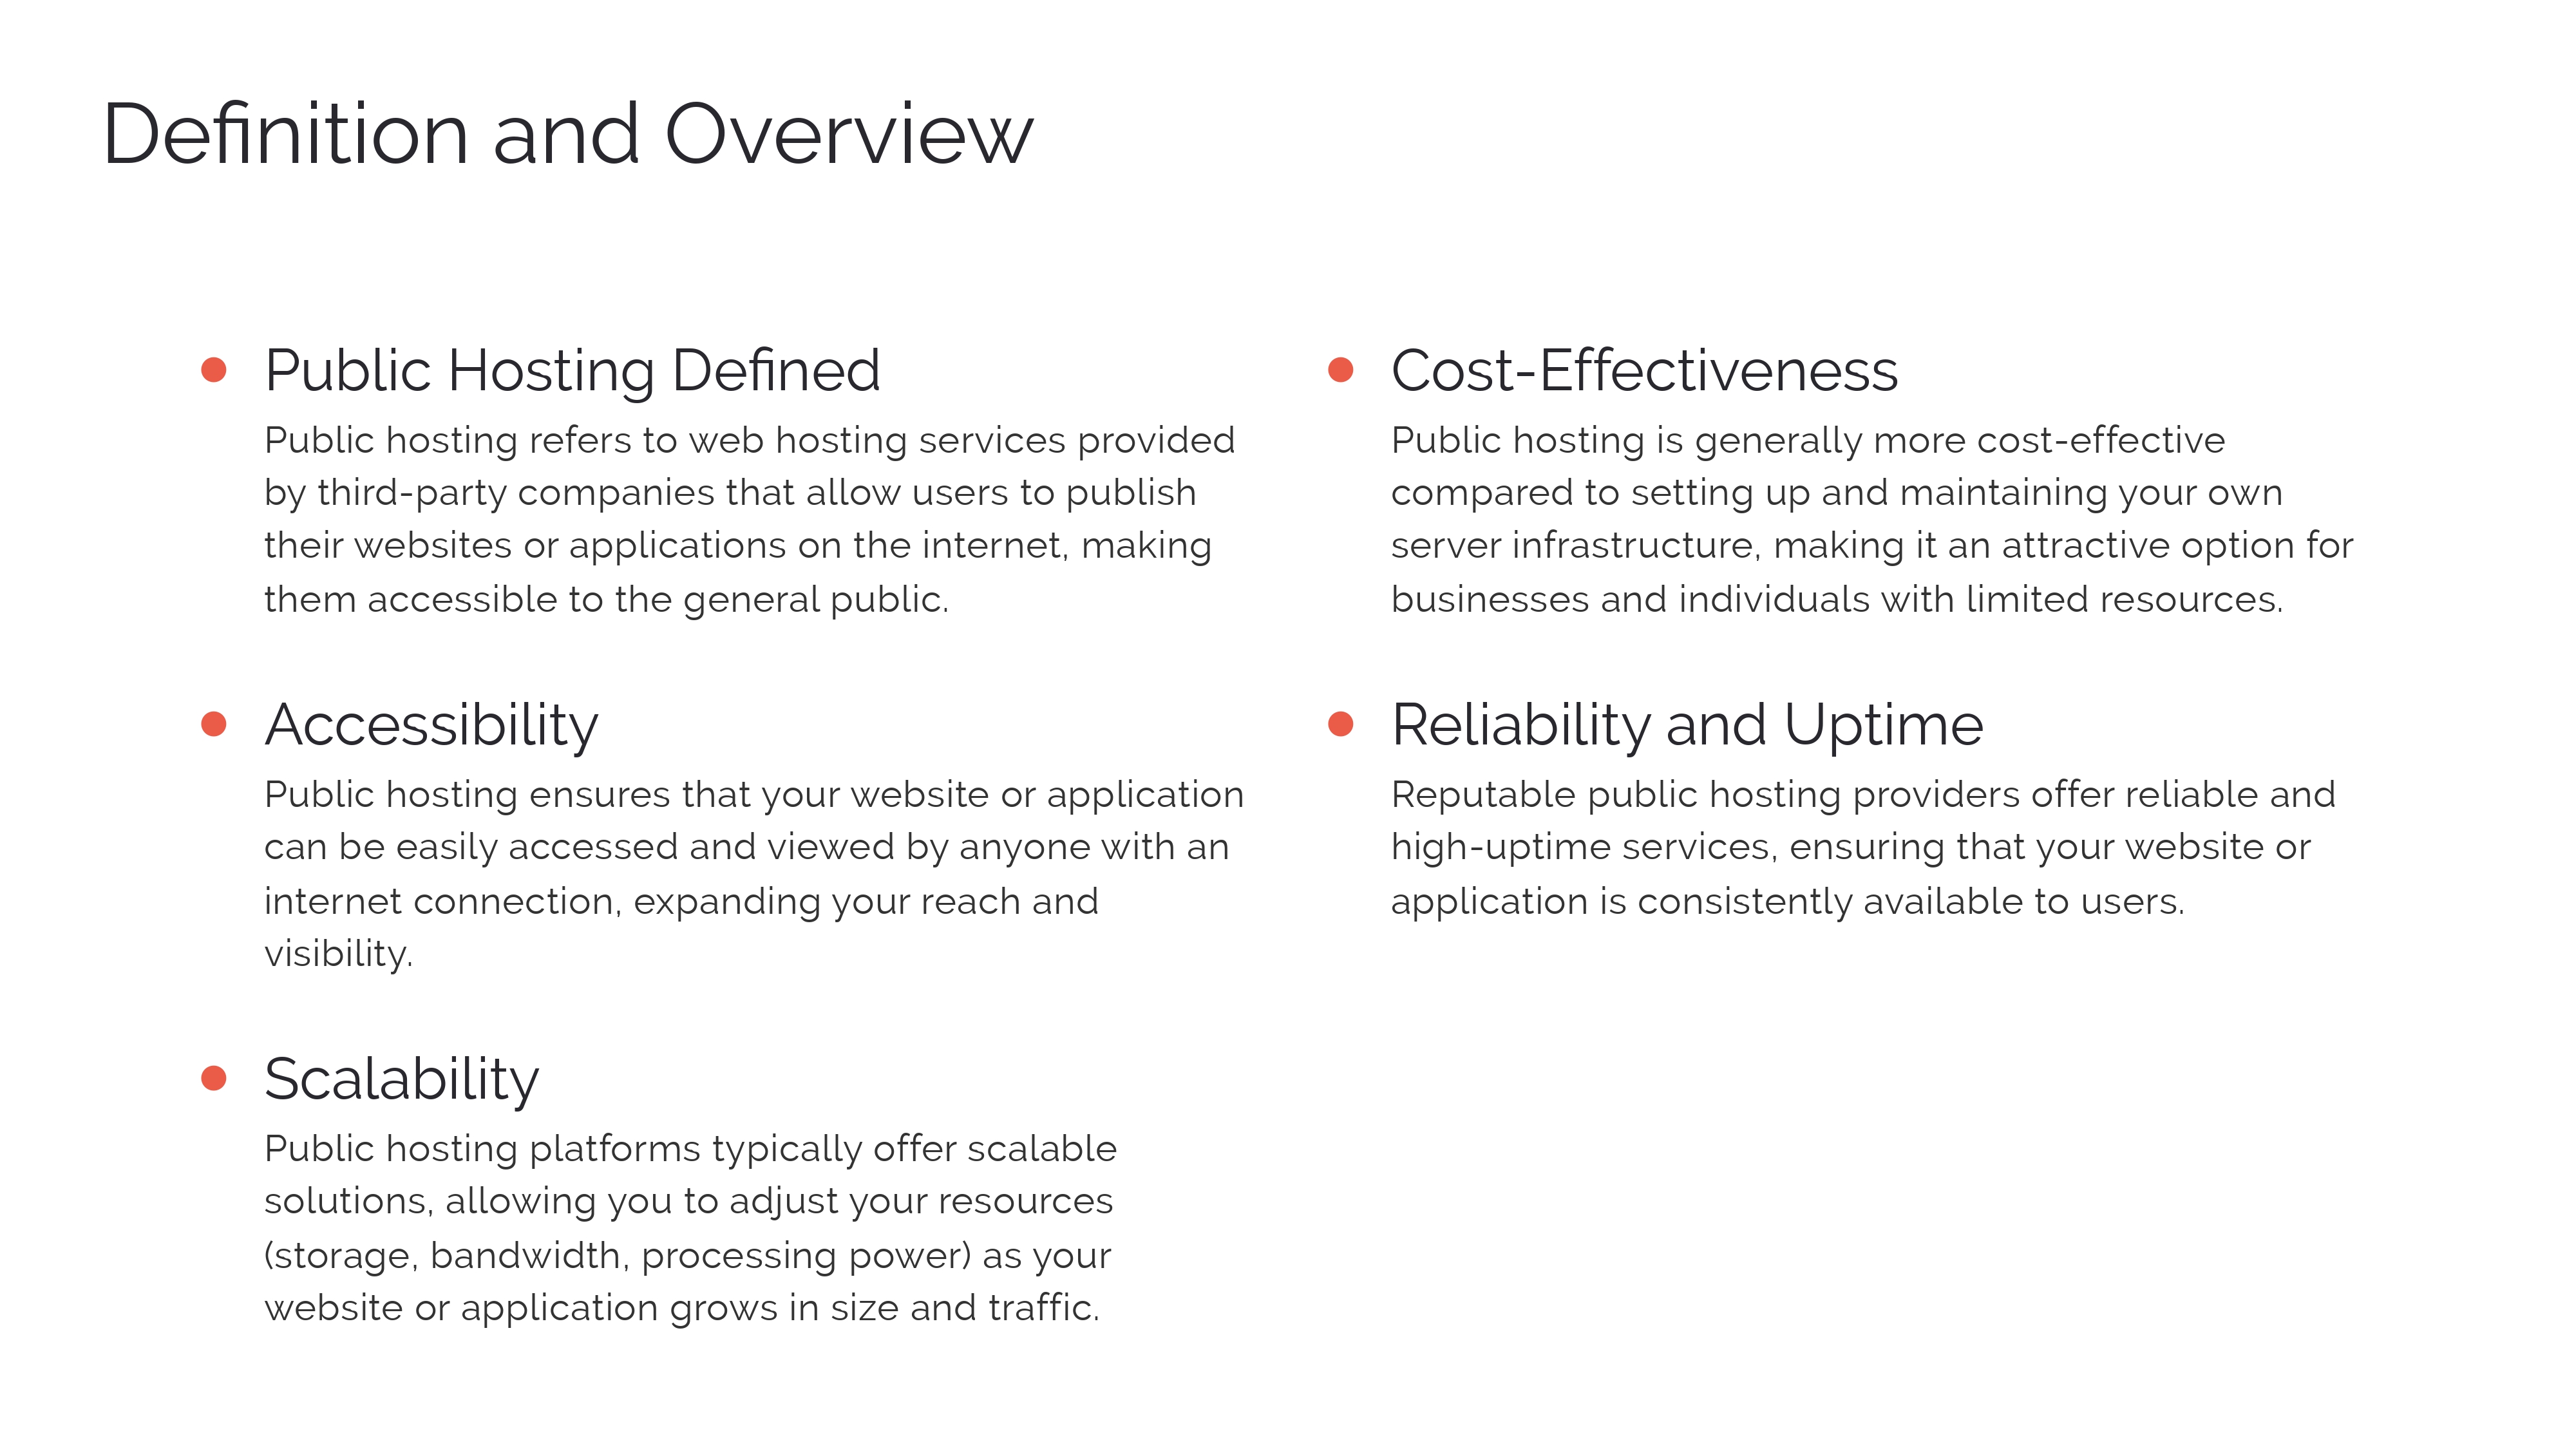 Definition and Overview
Public Hosting Defined
Public hosting refers to web hosting services provided
by third-party companies that allow users to publish
their websites or applications on the internet, making
them accessible to the general public.
Accessibility
Public hosting ensures that your website or application
can be easily accessed and viewed by anyone with an
internet connection, expanding your reach and
visibility.
Scalability
Public hosting platforms typically offer scalable
solutions, allowing you to adjust your resources
(storage, bandwidth, processing power) as your
website or application grows in size and traffic.
Cost-Effectiveness
Public hosting is generally more cost-effective
compared to setting up and maintaining your own
server infrastructure, making it an attractive option for
businesses and individuals with limited resources.
Reliability and Uptime
Reputable public hosting providers offer reliable and
high-uptime services, ensuring that your website or
application is consistently available to users.